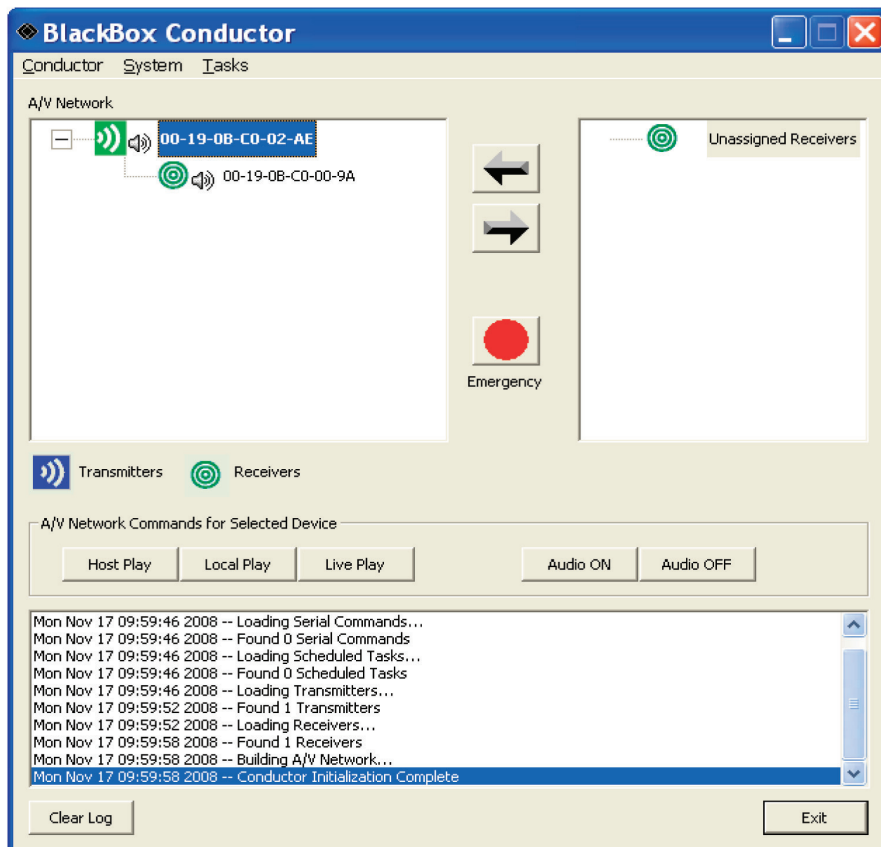 BlackBox Conductor
Conductor System Tasks
A/V Network
00-19-0B-C0-02-AE
00-19-0B-C0-00-9A
Unassigned Receivers
Emergency
Transmitters Receivers
A/V Network Commands for Selected Device
Host Play Local Play Live Play Audio ON Audio OFF
Mon Nov 17 09:59:46 2008 -- Loading Serial Commands...
Mon Nov 17 09:59:46 2008 -- Found 0 Serial Commands
Mon Nov 17 09:59:46 2008 -- Loading Scheduled Tasks...
Mon Nov 17 09:59:46 2008 -- Found 0 Scheduled Tasks
Mon Nov 17 09:59:46 2008 -- Loading Transmitters...
Mon Nov 17 09:59:52 2008 -- Found 1 Transmitters
Mon Nov 17 09:59:52 2008 -- Loading Receivers...
Mon Nov 17 09:59:58 2008 -- Found 1 Receivers
Mon Nov 17 09:59:58 2008 -- Building A/V Network...
Mon Nov 17 09:59:58 2008 -- Conductor Initialization Complete
Clear Log Exit